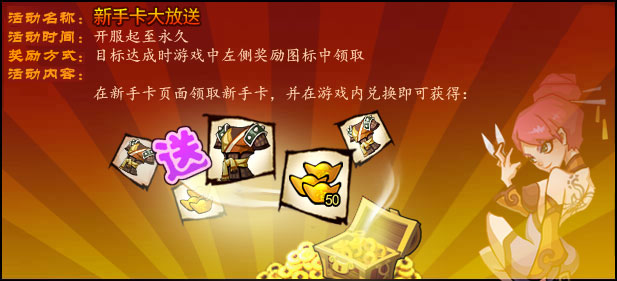 活动名称：新手卡大放送
活动时间：开服起至永久
奖励方式：目标达成时游戏中左侧奖励图标中领取
活动内容：
在新手卡页面领取新手卡，并在游戏内兑换即可获得：
送
50